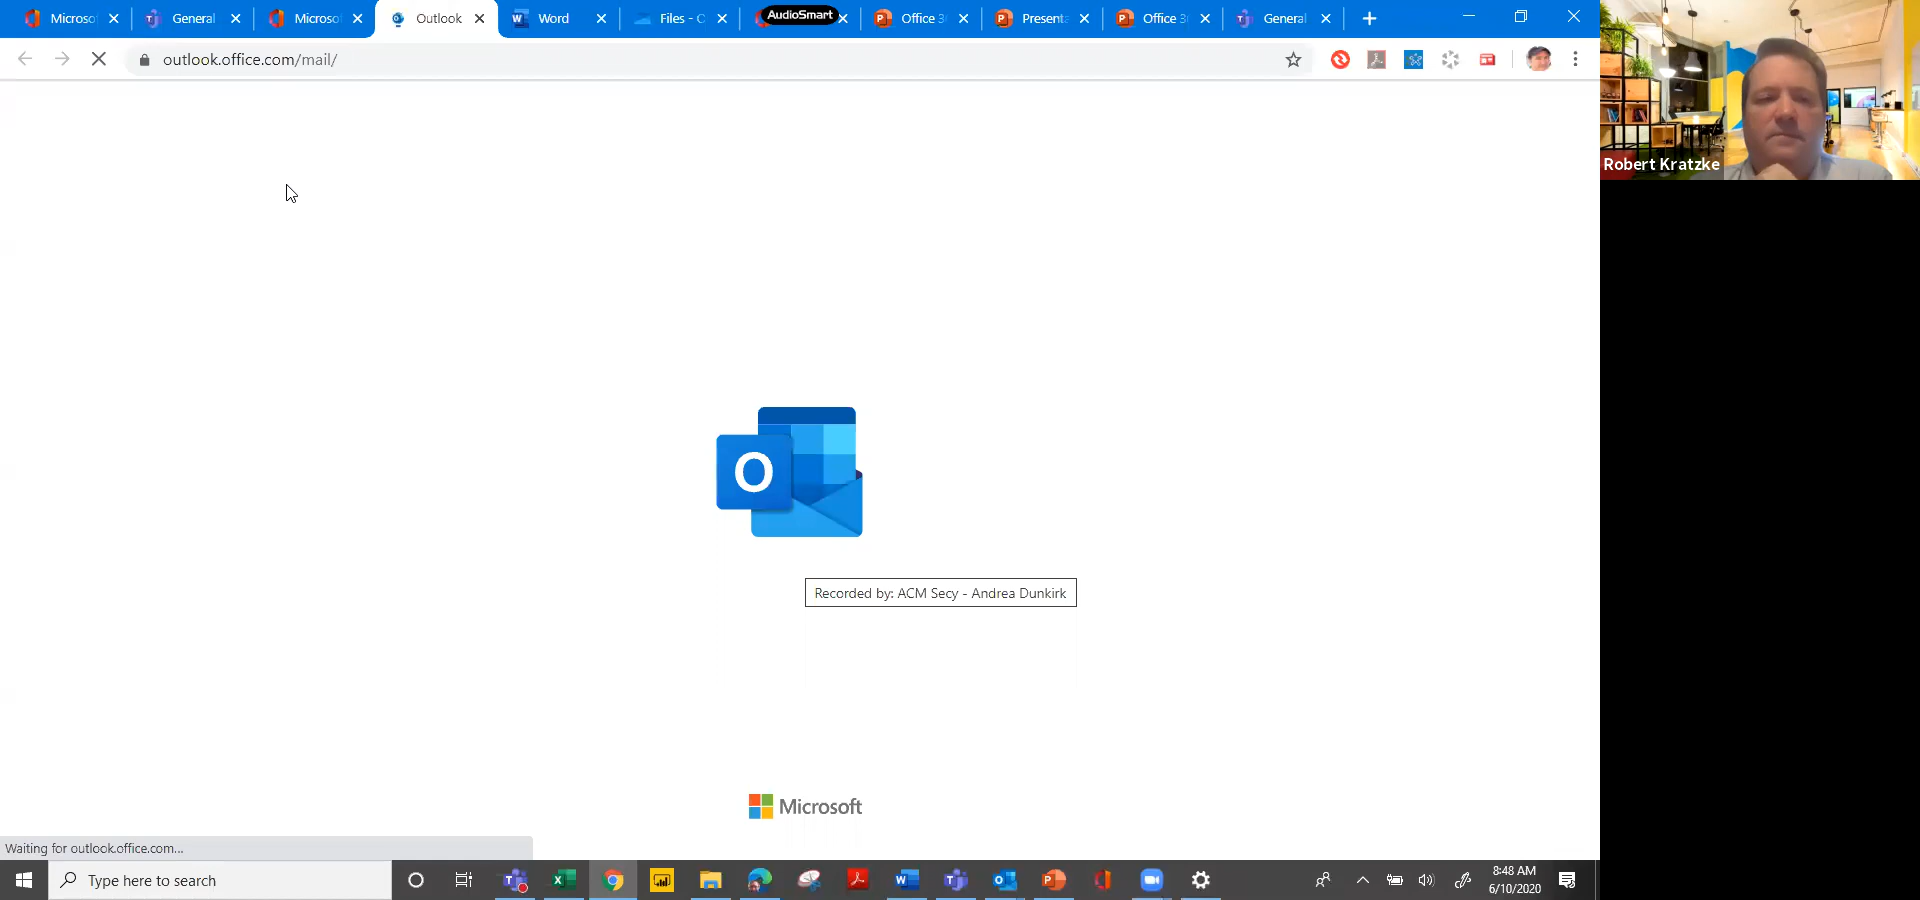 Microso
General
Microso
Outlook
Word
Files - C
AudioSmart
Office 3
Presenta
Office 3
General
outlook.office.com/mail/
Robert Kratzke
O
Recorded by: ACM Secy - Andrea Dunkirk
Microsoft
Waiting for outlook.office.com...
Type here to search
8:48 AM
6/10/2020